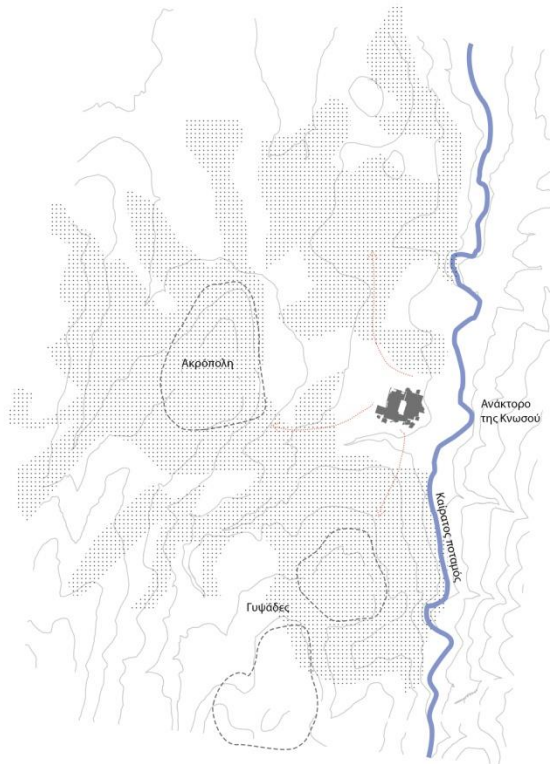 Ακρόπολη
Ανάκτορο
της Κνωσού
Καίρατος ποταμός
Γυψάδες